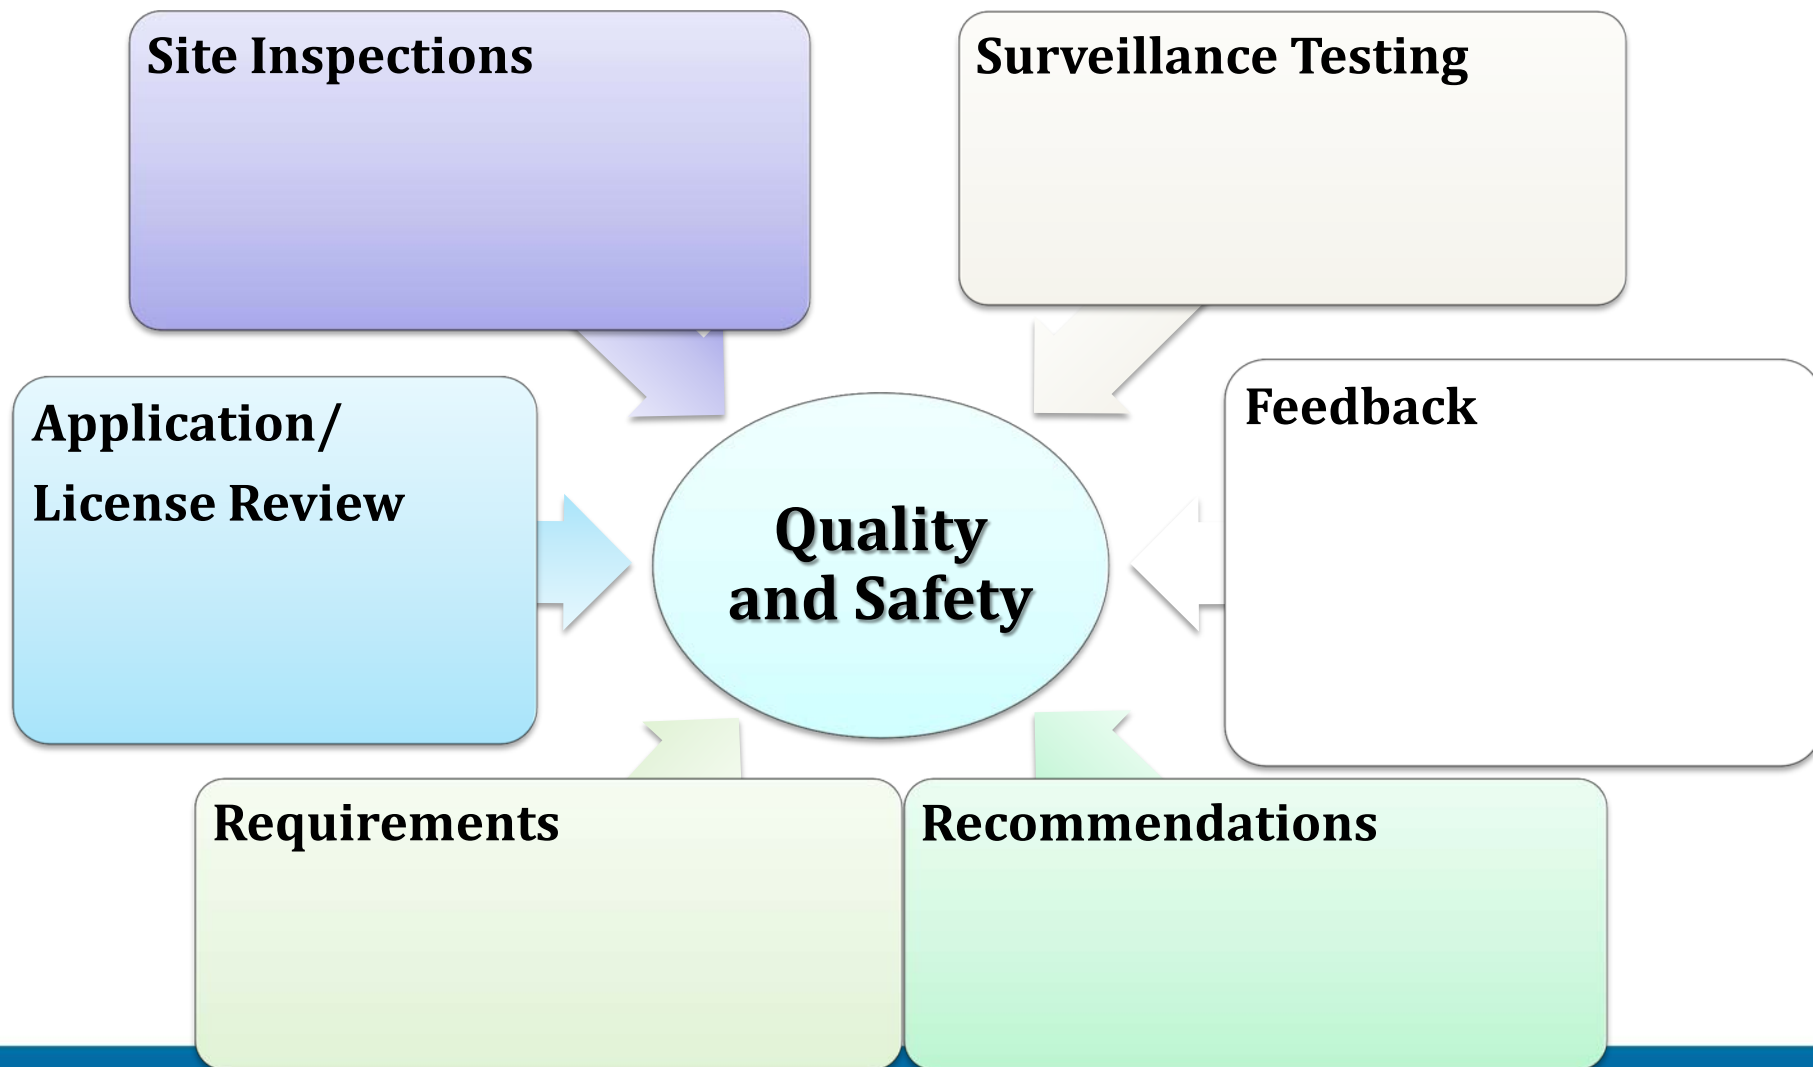 Site Inspections
Surveillance Testing
Application/
License Review
Feedback
Quality
and Safety
Requirements
Recommendations